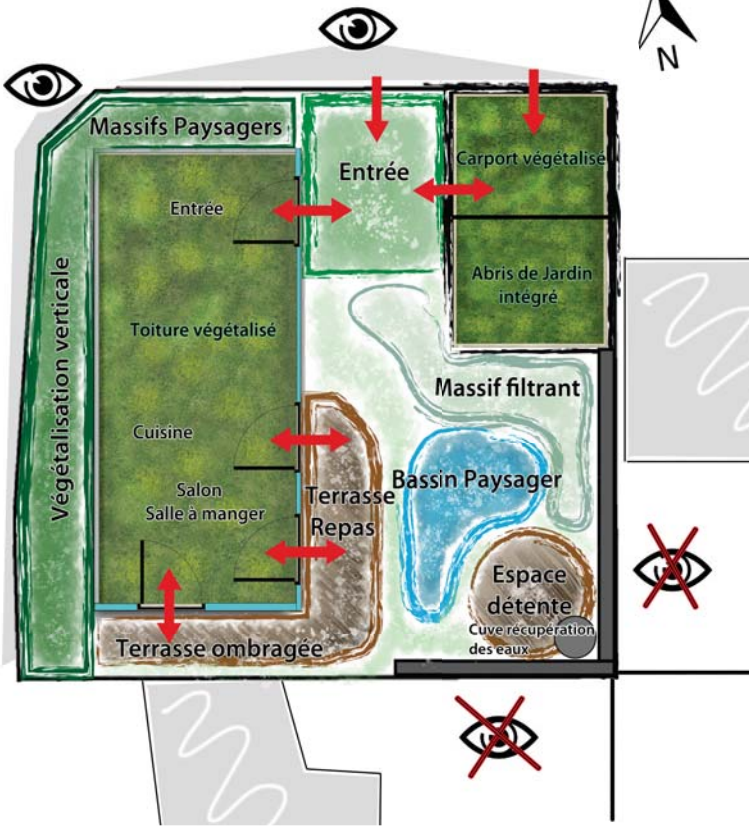 N
Massifs Paysagers
Entrée
Carport végétalisé
Entrée
Abris de Jardin
intégré
Végétalisation verticale
Toiture végétalisé
Massif filtrant
Cuisine
Salon
Salle à manger
Terrasse
Repas
Bassin Paysager
Espace
détente
Cuve récupération
des eaux
Terrasse ombragée